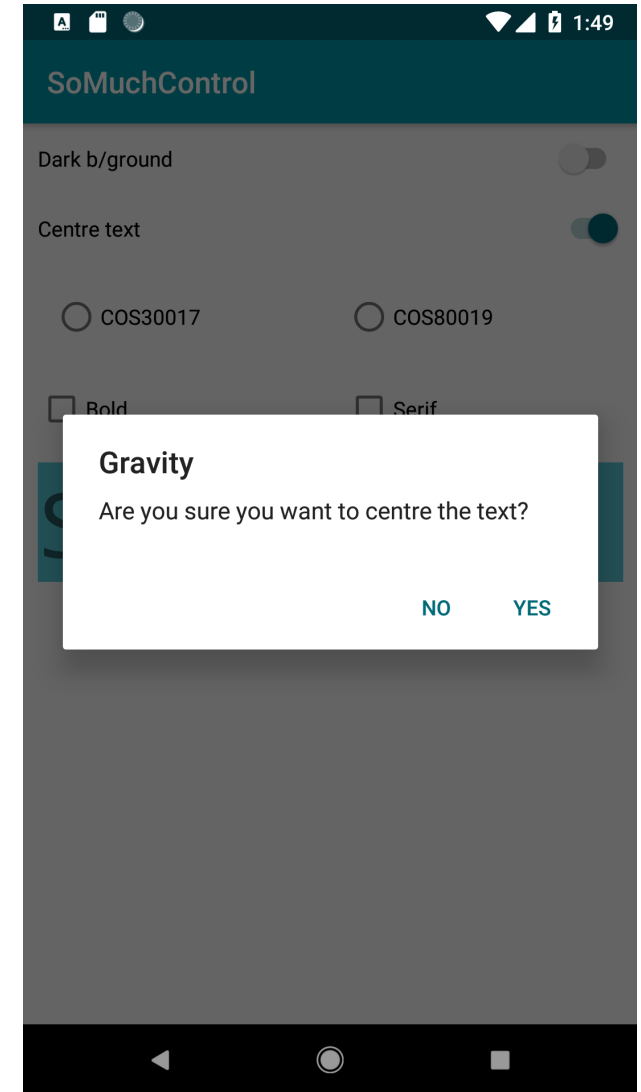 1:49
SoMuchControl
Dark b/ground
Centre text
COS30017 COS80019
Bold Serif
Gravity
Are you sure you want to centre the text?
NO YES